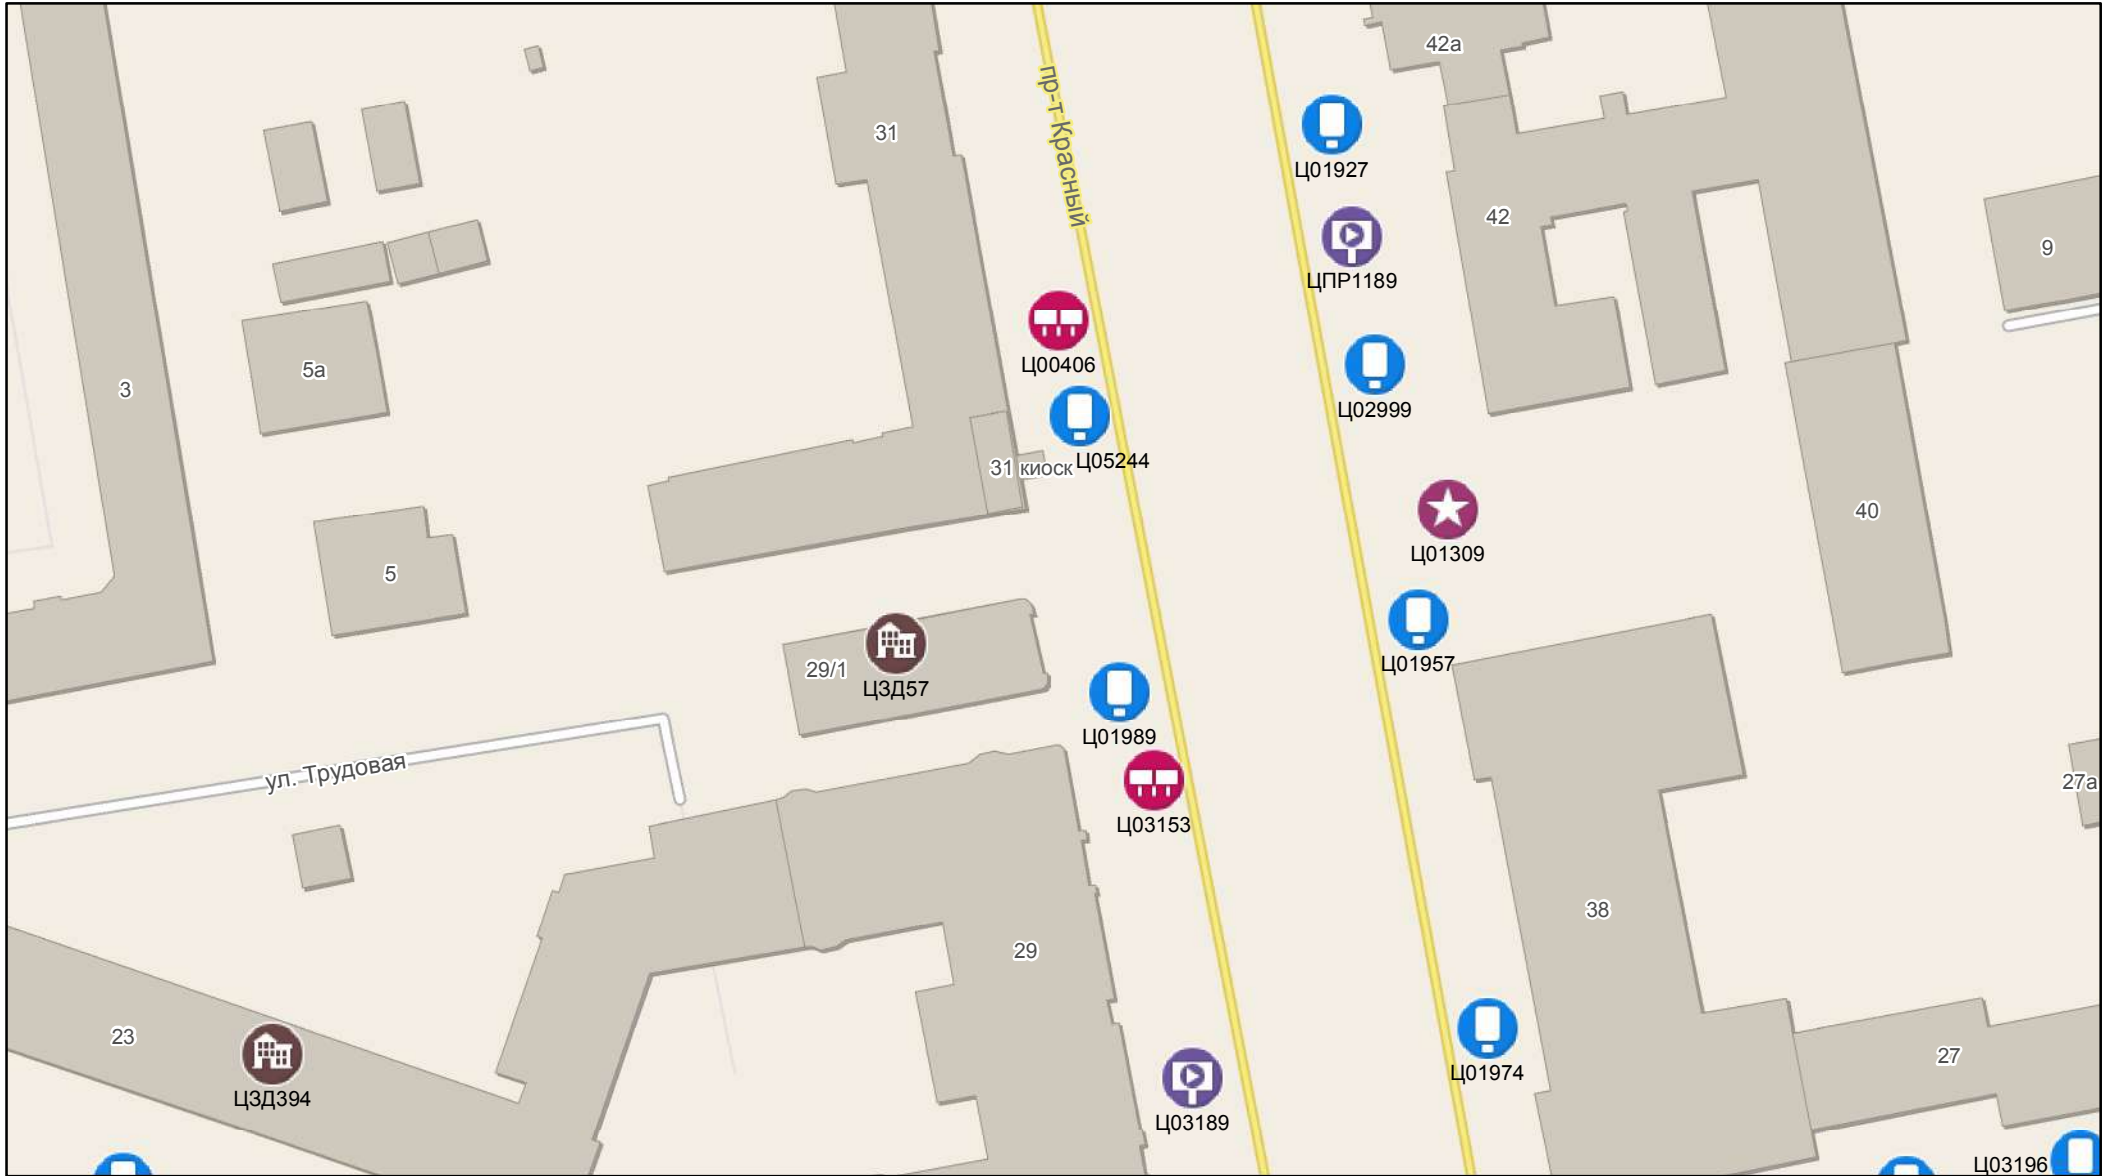 42а
пр-т Красный
31
Ц01927
42
9
ЦПР1189
Ц00406
5а
3
Ц02999
31 киоск
Ц05244
40
Ц01309
5
29/1
ЦЗД57
Ц01957
Ц01989
ул. Трудовая
27а
Ц03153
38
29
23
27
Ц01974
ЦЗД394
Ц03189
Ц03196